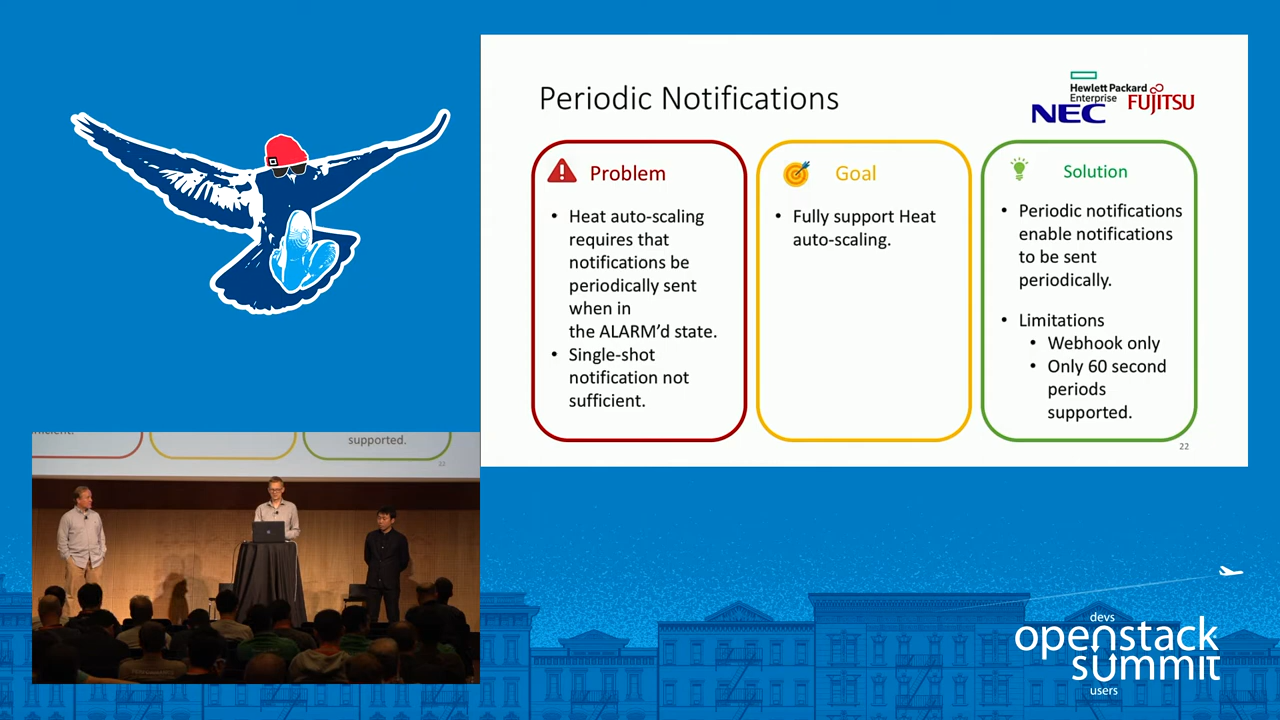 Periodic Notifications
Hewlett Packard
Enterprise
NEC
FUJITSU
Problem
• Heat auto-scaling
requires that
notifications be
periodically sent
when in
the ALARM’d state.
• Single-shot
notification not
sufficient.
Goal
• Fully support Heat
auto-scaling.
Solution
• Periodic notifications
enable notifications
to be sent
periodically.
• Limitations
• Webhook only
• Only 60 second
periods
supported.
22
supported.
22
devs
openstack
summit
users